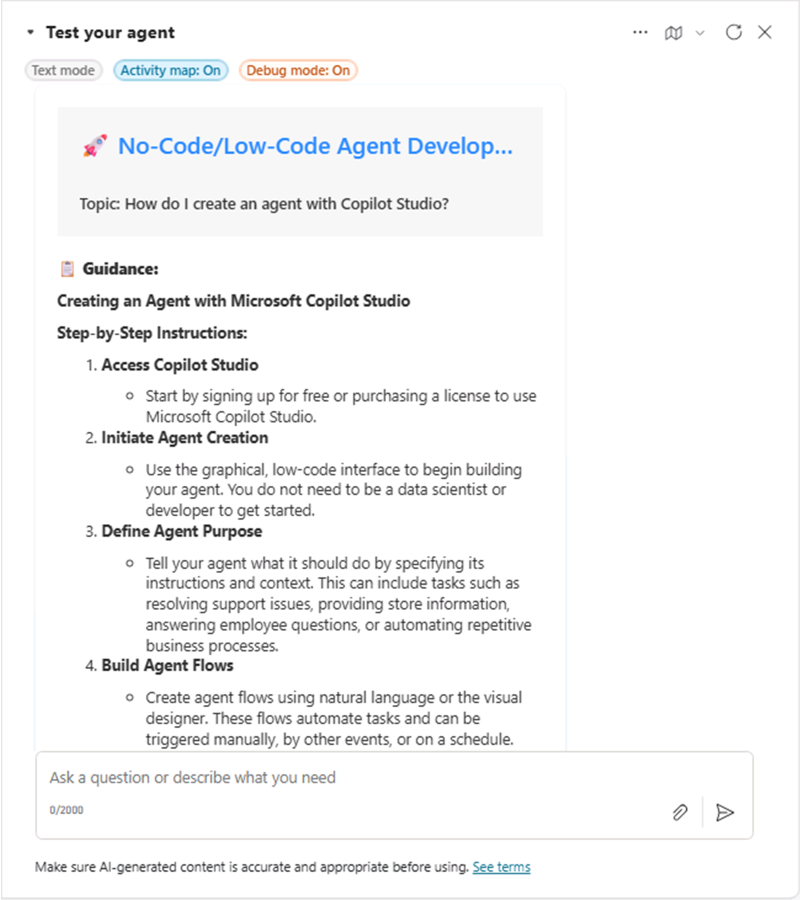 Test your agent
Text mode Activity map: On Debug mode: On
🚀 No-Code/Low-Code Agent Develop...
Topic: How do I create an agent with Copilot Studio?
📋 Guidance:
Creating an Agent with Microsoft Copilot Studio
Step-by-Step Instructions:
1. Access Copilot Studio
Start by signing up for free or purchasing a license to use
Microsoft Copilot Studio.
2. Initiate Agent Creation
Use the graphical, low-code interface to begin building
your agent. You do not need to be a data scientist or
developer to get started.
3. Define Agent Purpose
Tell your agent what it should do by specifying its
instructions and context. This can include tasks such as
resolving support issues, providing store information,
answering employee questions, or automating repetitive
business processes.
4. Build Agent Flows
Create agent flows using natural language or the visual
designer. These flows automate tasks and can be
triggered manually, by other events, or on a schedule.
Ask a question or describe what you need
0/2000
Make sure AI-generated content is accurate and appropriate before using. See terms